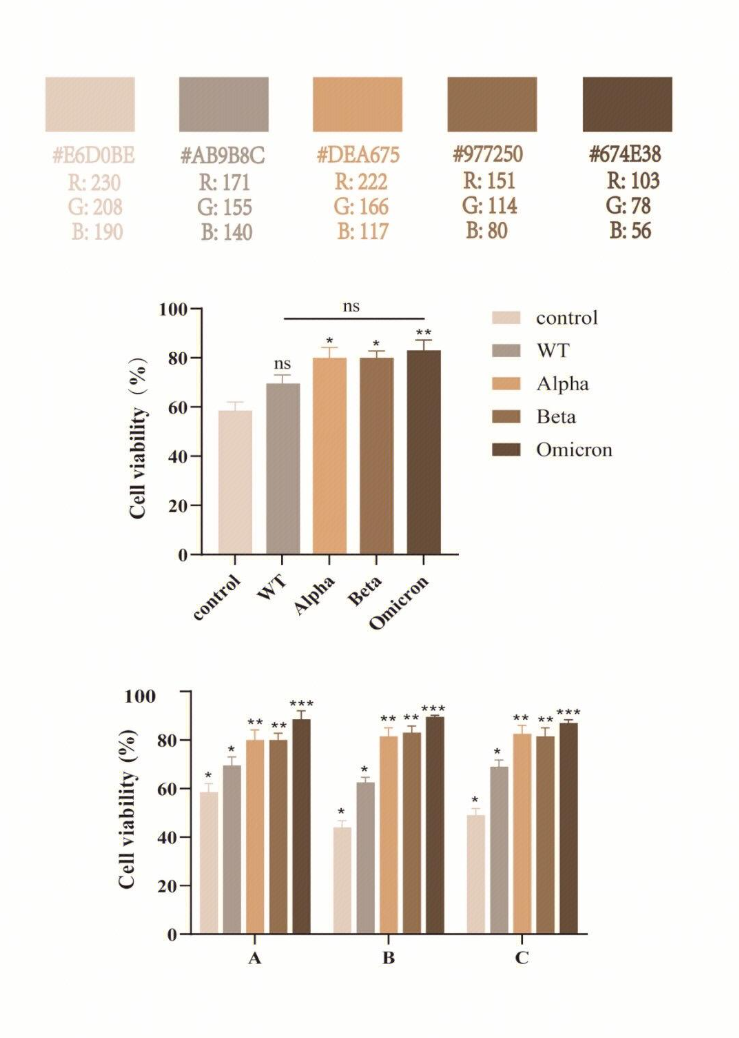 #E6D0BE #AB9B8C #DEA675 #977250 #674E38
R: 230 R: 171 R: 222 R: 151 R: 103
G: 208 G: 155 G: 166 G: 114 G: 78
B: 190 B: 140 B: 117 B: 80 B: 56
ns
100
** 
* *
80
ns
60
40
20
0
Cell viability (%)
control WT Alpha Beta Omicron
control
WT
Alpha
Beta
Omicron
100
80
60
40
20
0
Cell viability (%)
* * ** ** ***
* * ** ** ***
* * ** ** ***
A B C